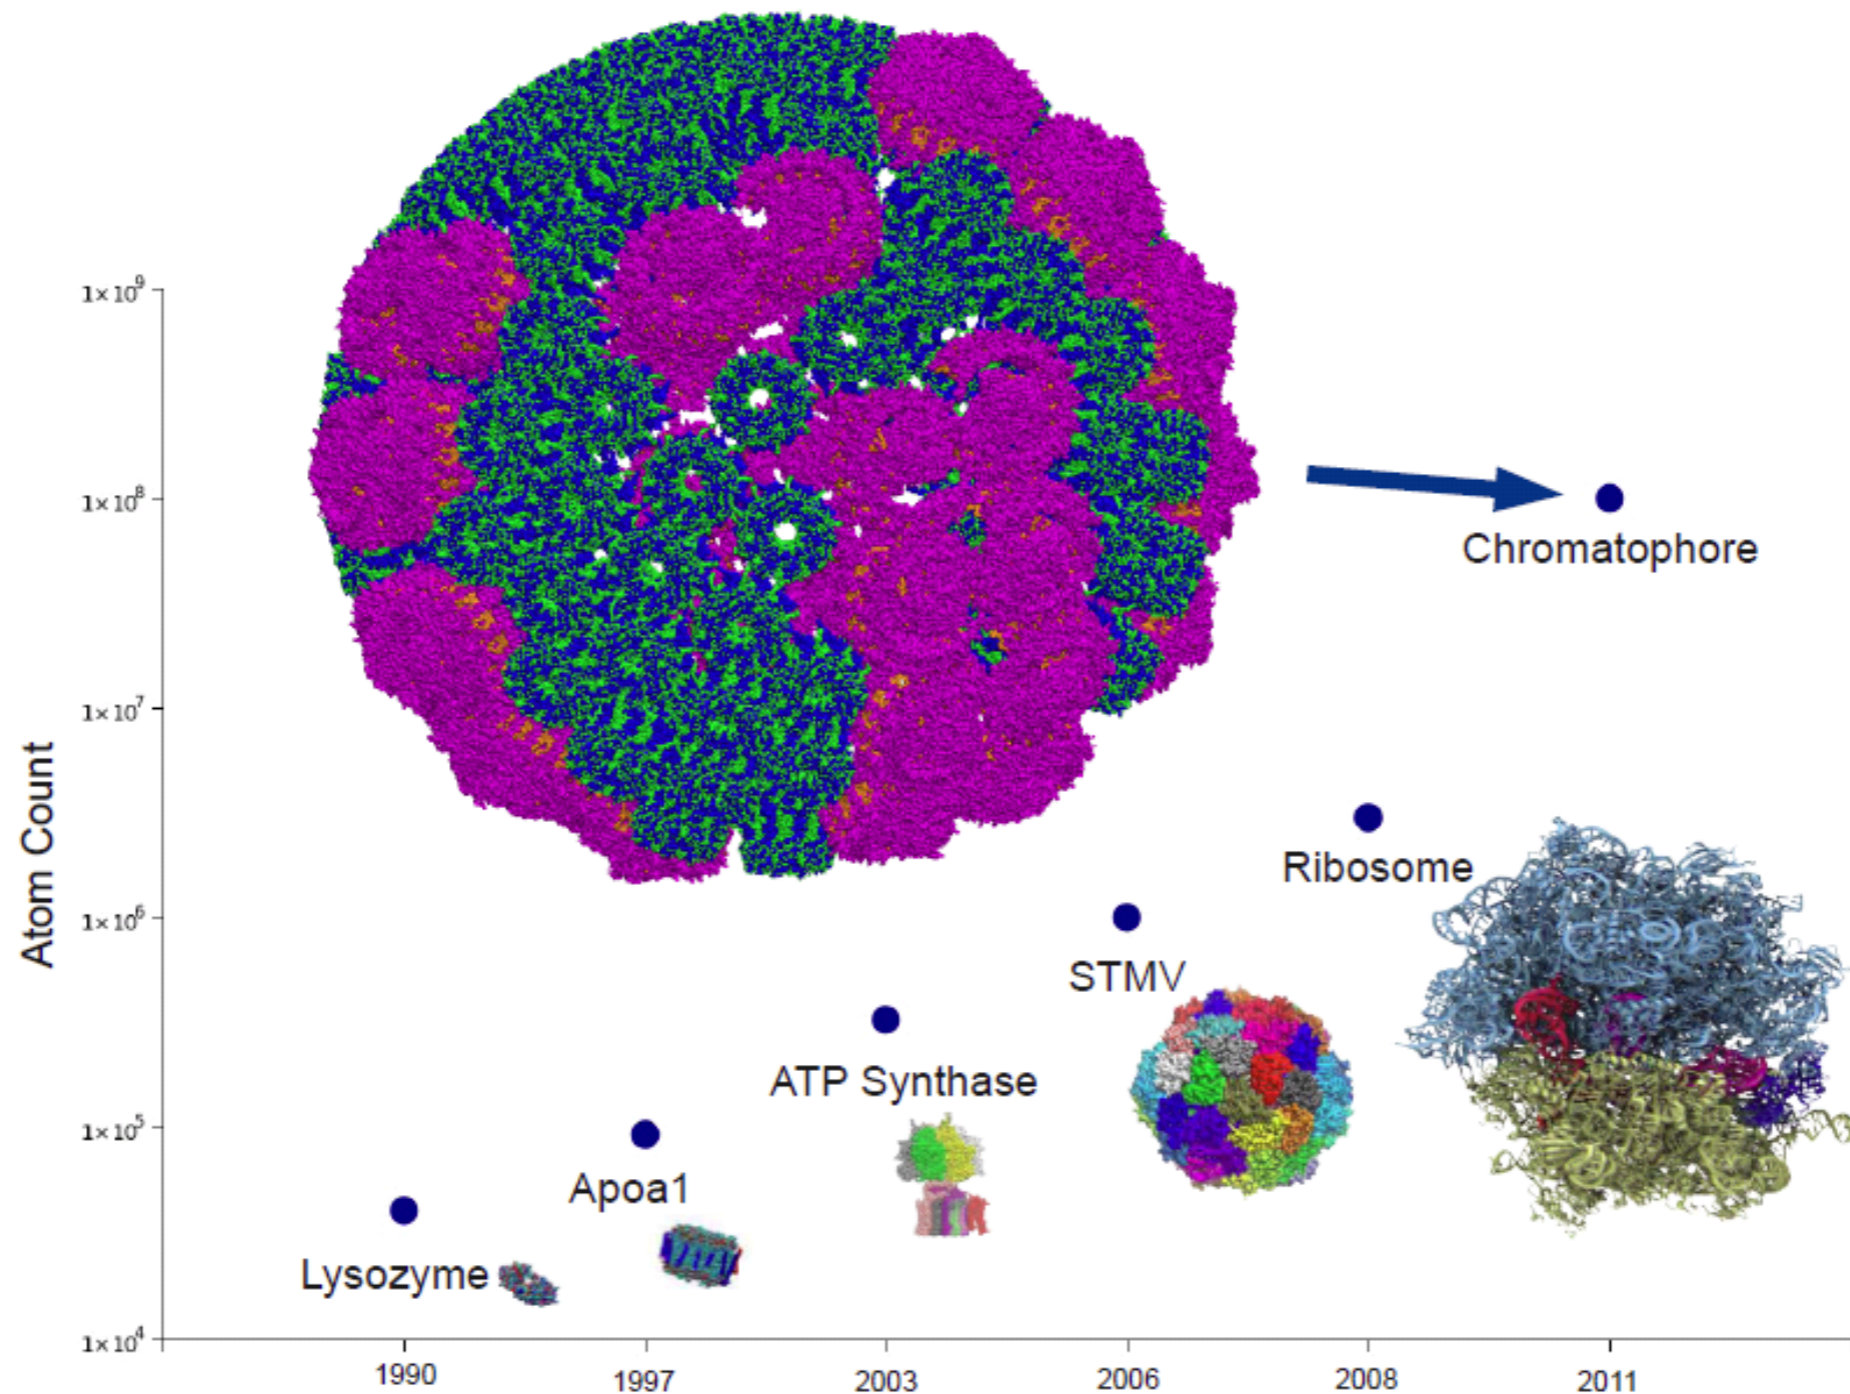 1×10⁹
1×10⁸
Chromatophore
1×10⁷
Atom Count
Ribosome
1×10⁶
STMV
ATP Synthase
1×10⁵
Apoa1
Lysozyme
1×10⁴
1990 1997 2003 2006 2008 2011